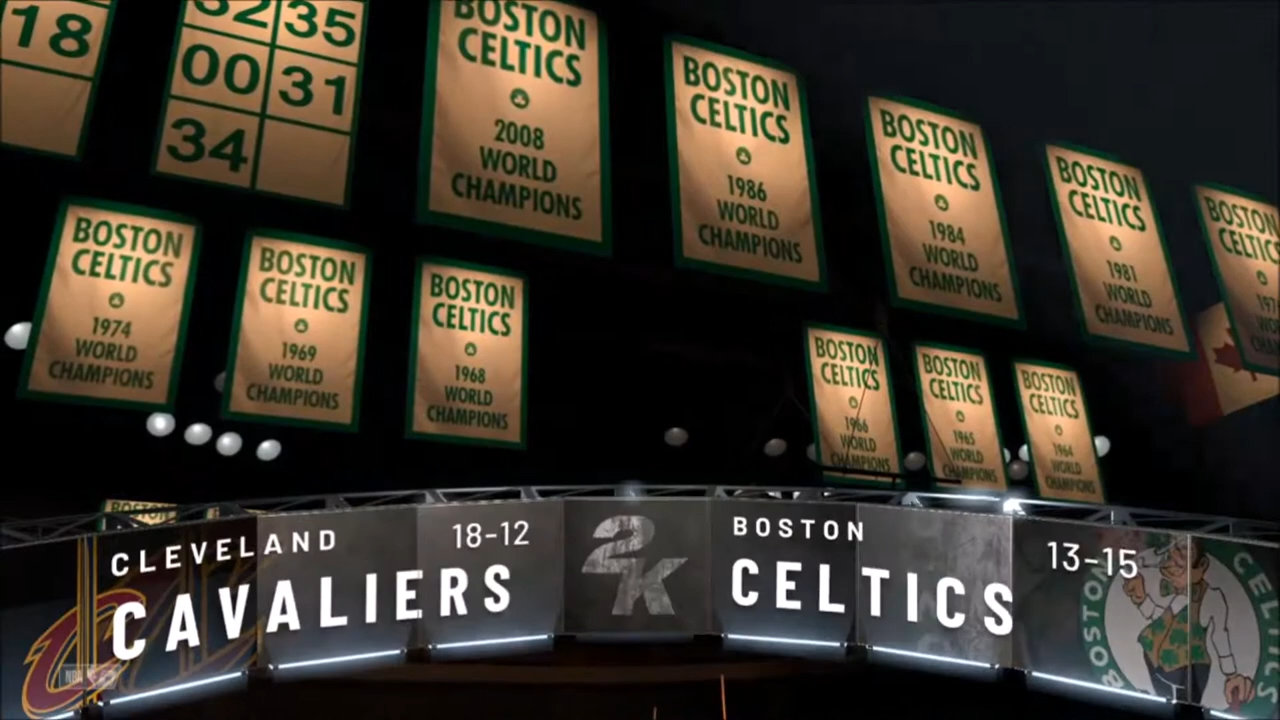 18
32 35
00 31
34
BOSTON
CELTICS
2008
WORLD
CHAMPIONS
BOSTON
CELTICS
1986
WORLD
CHAMPIONS
BOSTON
CELTICS
1984
WORLD
CHAMPIONS
BOSTON
CELTICS
1981
WORLD
CHAMPIONS
BOSTON
BOSTON
CELTICS
1974
WORLD
CHAMPIONS
BOSTON
CELTICS
1969
WORLD
CHAMPIONS
BOSTON
CELTICS
1968
WORLD
CHAMPIONS
BOSTON
CELTICS
1966
WORLD
CHAMPIONS
BOSTON
CELTICS
1965
WORLD
CHAMPIONS
BOSTON
CELTICS
1964
WORLD
CHAMPIONS
BOSTON
CLEVELAND
18-12
CAVALIERS
2K
BOSTON
13-15
CELTICS
BOSTON
CELTICS